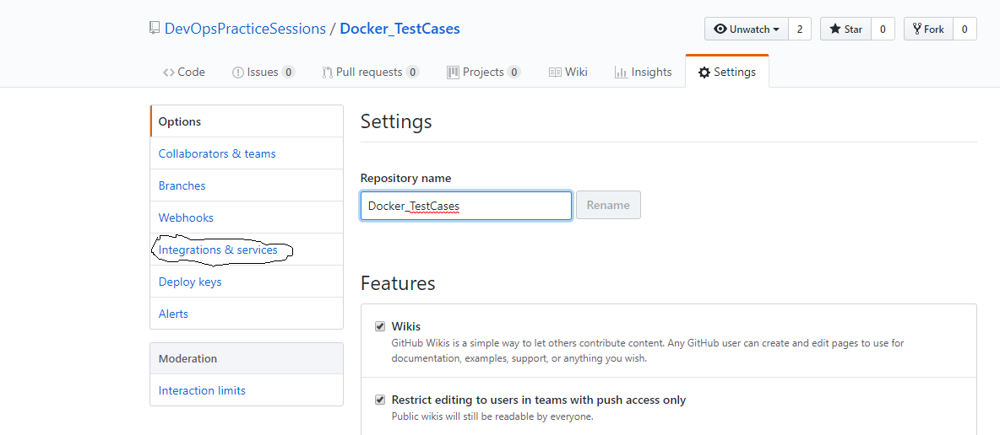 DevOpsPracticeSessions / Docker_TestCases
Unwatch 2 Star 0 Fork 0
Code Issues 0 Pull requests 0 Projects 0 Wiki Insights Settings
Options
Collaborators & teams
Branches
Webhooks
Integrations & services
Deploy keys
Alerts
Moderation
Interaction limits
Settings
Repository name
Docker_TestCases Rename
Features
Wikis
GitHub Wikis is a simple way to let others contribute content. Any GitHub user can create and edit pages to use for
documentation, examples, support, or anything you wish.
Restrict editing to users in teams with push access only
Public wikis will still be readable by everyone.